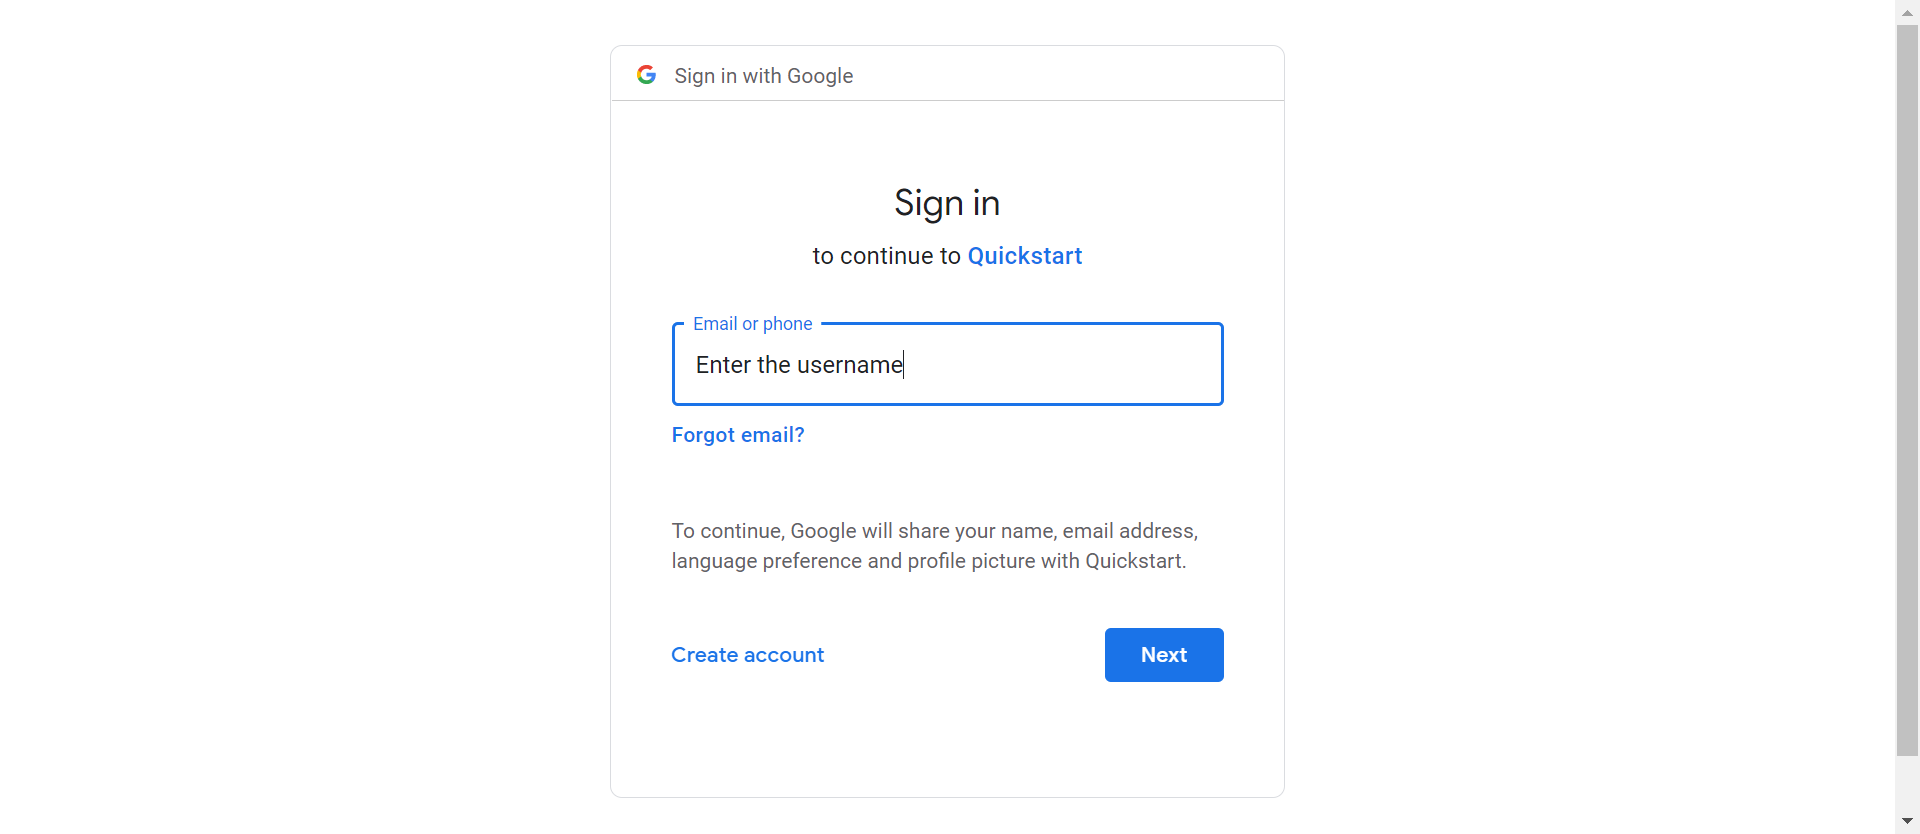 Sign in with Google
Sign in
to continue to Quickstart
Email or phone
Enter the username
Forgot email?
To continue, Google will share your name, email address,
language preference and profile picture with Quickstart.
Create account
Next